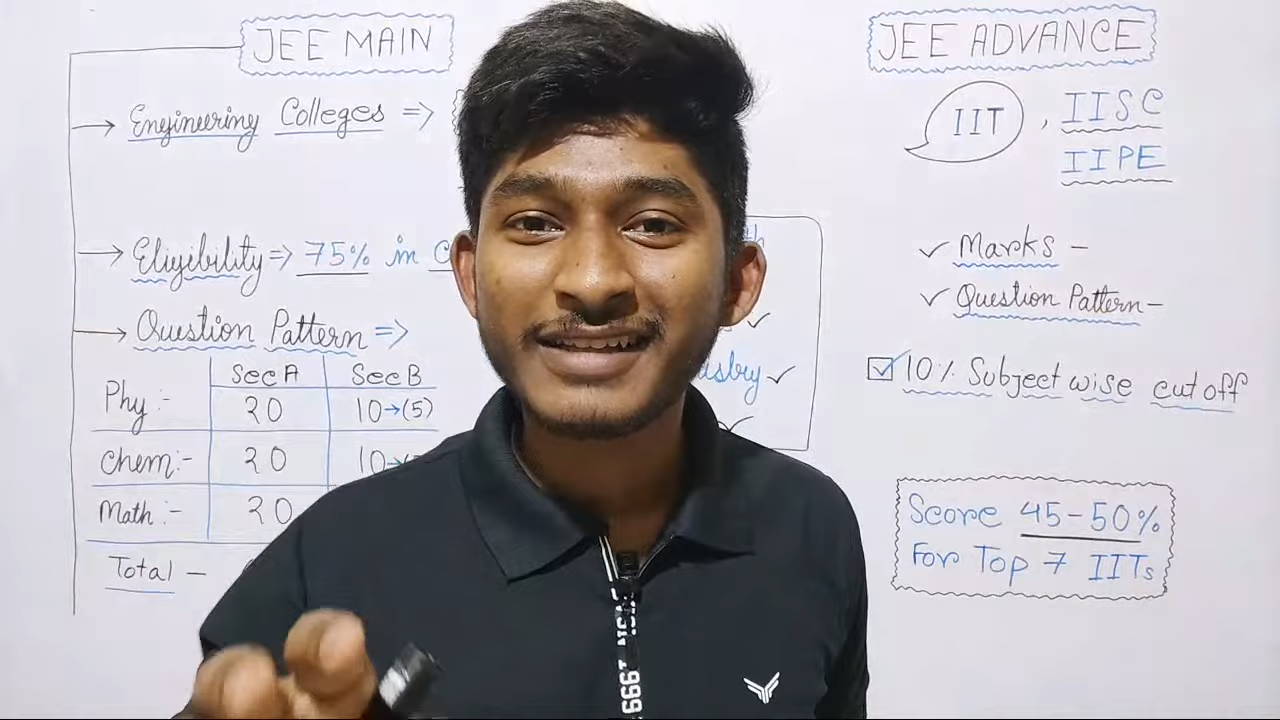 JEE MAIN
Engineering Colleges =>
Eligibility => 75% in
Question Pattern =>
Sec A Sec B
Phy :- 20 10→(5)
Chem:- 20 10→
Math :- 20
Total -
JEE ADVANCE
IIT, IISC
IIPE
✓ Marks -
✓ Question Pattern -
☑ 10% Subject wise cut off
Score 45-50%
For Top 7 IITs
1999